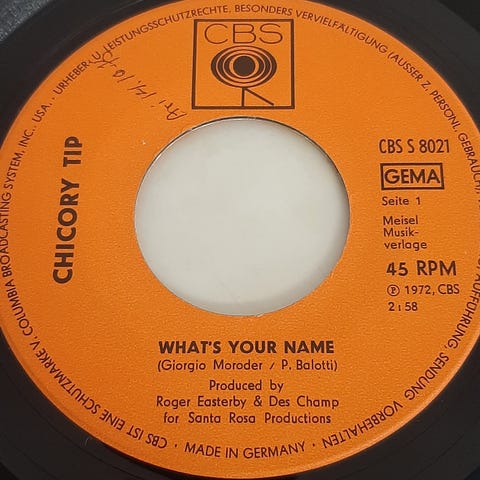 URHEBER- U. LEISTUNGSSCHUTZRECHTE, BESONDERS VERVIELFÄLTIGUNG (AUSSER Z. PERSÖNL. GEBRAUCH)
AUFFÜHRUNG, SENDUNG VORBEHALTEN
CBS
CHICORY TIP
CBS S 8021
GEMA
Seite 1
Meisel
Musik-
verlage
45 RPM
Ⓟ 1972, CBS
2:58
WHAT'S YOUR NAME
(Giorgio Moroder / P. Balotti)
Produced by
Roger Easterby & Des Champ
for Santa Rosa Productions
· MADE IN GERMANY ·
CBS IST EINE SCHUTZMARKE V. COLUMBIA BROADCASTING SYSTEM, INC., USA.